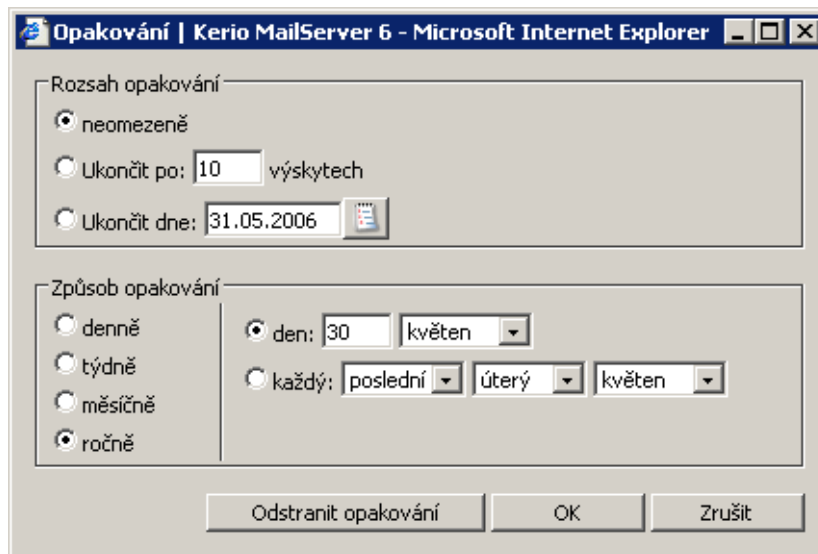 Opakování | Kerio MailServer 6 - Microsoft Internet Explorer
Rozsah opakování
neomezeně
Ukončit po: 10 výskytech
Ukončit dne: 31.05.2006
Způsob opakování
denně
týdně
měsíčně
ročně
den: 30 květen
každý: poslední úterý květen
Odstranit opakování OK Zrušit